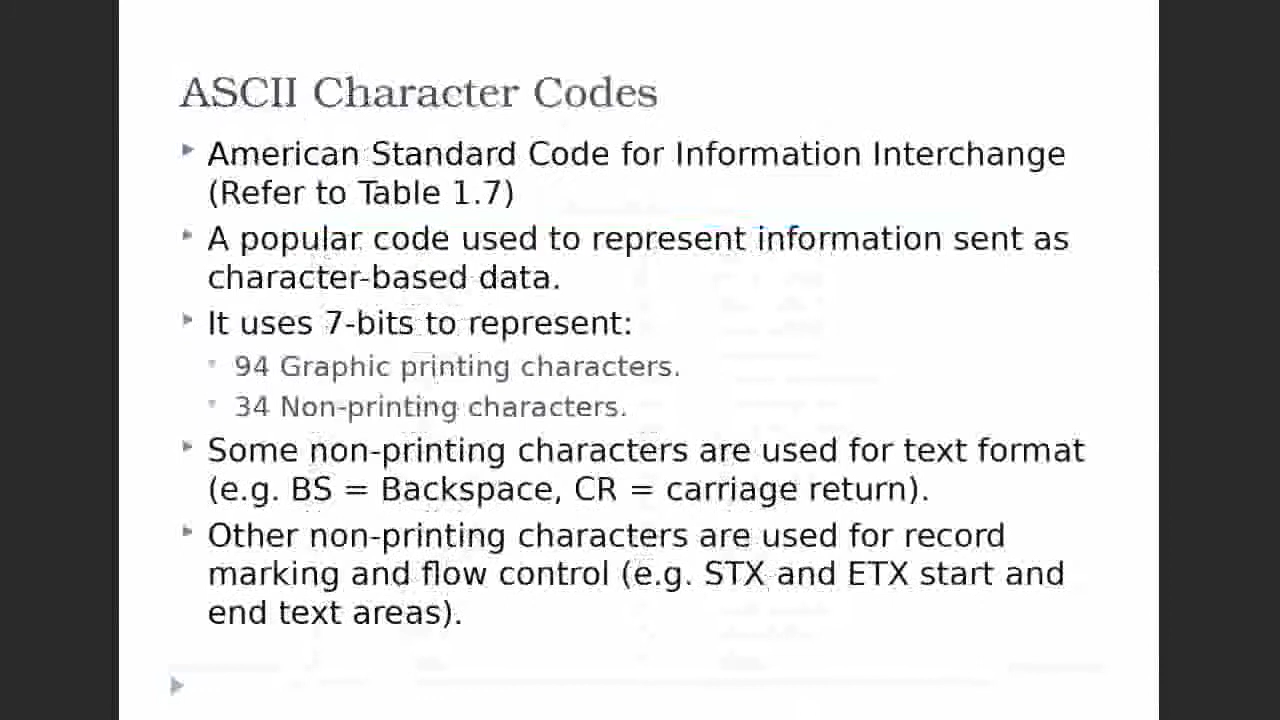 ASCII Character Codes
American Standard Code for Information Interchange
(Refer to Table 1.7)
A popular code used to represent information sent as
character-based data.
It uses 7-bits to represent:
94 Graphic printing characters.
34 Non-printing characters.
Some non-printing characters are used for text format
(e.g. BS = Backspace, CR = carriage return).
Other non-printing characters are used for record
marking and flow control (e.g. STX and ETX start and
end text areas).